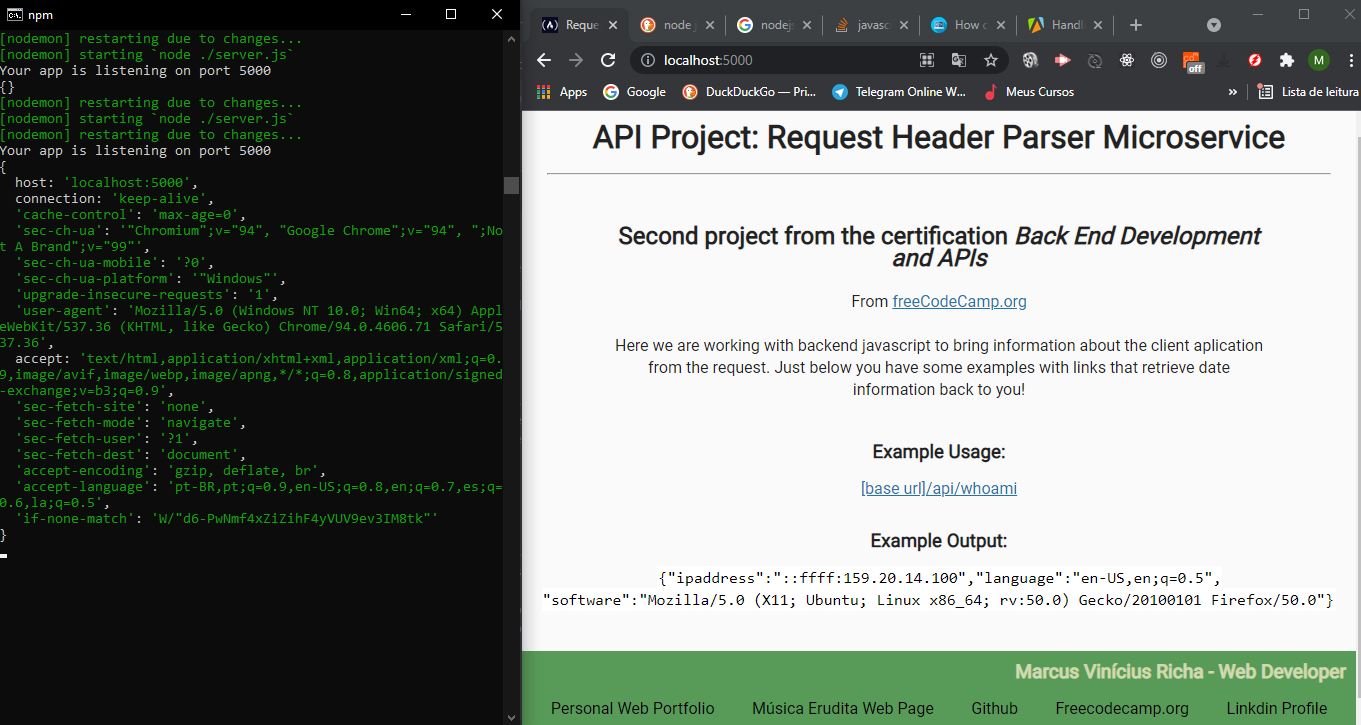 npm
[nodemon] restarting due to changes...
[nodemon] starting `node ./server.js`
Your app is listening on port 5000
{}
[nodemon] restarting due to changes...
[nodemon] starting `node ./server.js`
[nodemon] restarting due to changes...
Your app is listening on port 5000
{
host: 'localhost:5000',
connection: 'keep-alive',
'cache-control': 'max-age=0',
'sec-ch-ua': '"Chromium";v="94", "Google Chrome";v="94", ";No
t A Brand";v="99"',
'sec-ch-ua-mobile': '?0',
'sec-ch-ua-platform': '"Windows"',
'upgrade-insecure-requests': '1',
'user-agent': 'Mozilla/5.0 (Windows NT 10.0; Win64; x64) Appl
eWebKit/537.36 (KHTML, like Gecko) Chrome/94.0.4606.71 Safari/5
37.36',
accept: 'text/html,application/xhtml+xml,application/xml;q=0.
9,image/avif,image/webp,image/apng,*/*;q=0.8,application/signed
-exchange;v=b3;q=0.9',
'sec-fetch-site': 'none',
'sec-fetch-mode': 'navigate',
'sec-fetch-user': '?1',
'sec-fetch-dest': 'document',
'accept-encoding': 'gzip, deflate, br',
'accept-language': 'pt-BR,pt;q=0.9,en-US;q=0.8,en;q=0.7,es;q=
0.6,la;q=0.5',
'if-none-match': 'W/"d6-PwNmf4xZiZihF4yVUV9ev3IM8tk"'
}
Reque node j nodej javasc How c Handl
localhost:5000 off M
Apps Google DuckDuckGo — Pri... Telegram Online W... Meus Cursos » Lista de leitura
API Project: Request Header Parser Microservice
Second project from the certification Back End Development
and APIs
From freeCodeCamp.org
Here we are working with backend javascript to bring information about the client aplication
from the request. Just below you have some examples with links that retrieve date
information back to you!
Example Usage:
[base url]/api/whoami
Example Output:
{"ipaddress":"::ffff:159.20.14.100","language":"en-US,en;q=0.5",
"software":"Mozilla/5.0 (X11; Ubuntu; Linux x86_64; rv:50.0) Gecko/20100101 Firefox/50.0"}
Marcus Vinícius Richa - Web Developer
Personal Web Portfolio Música Erudita Web Page Github Freecodecamp.org Linkdin Profile